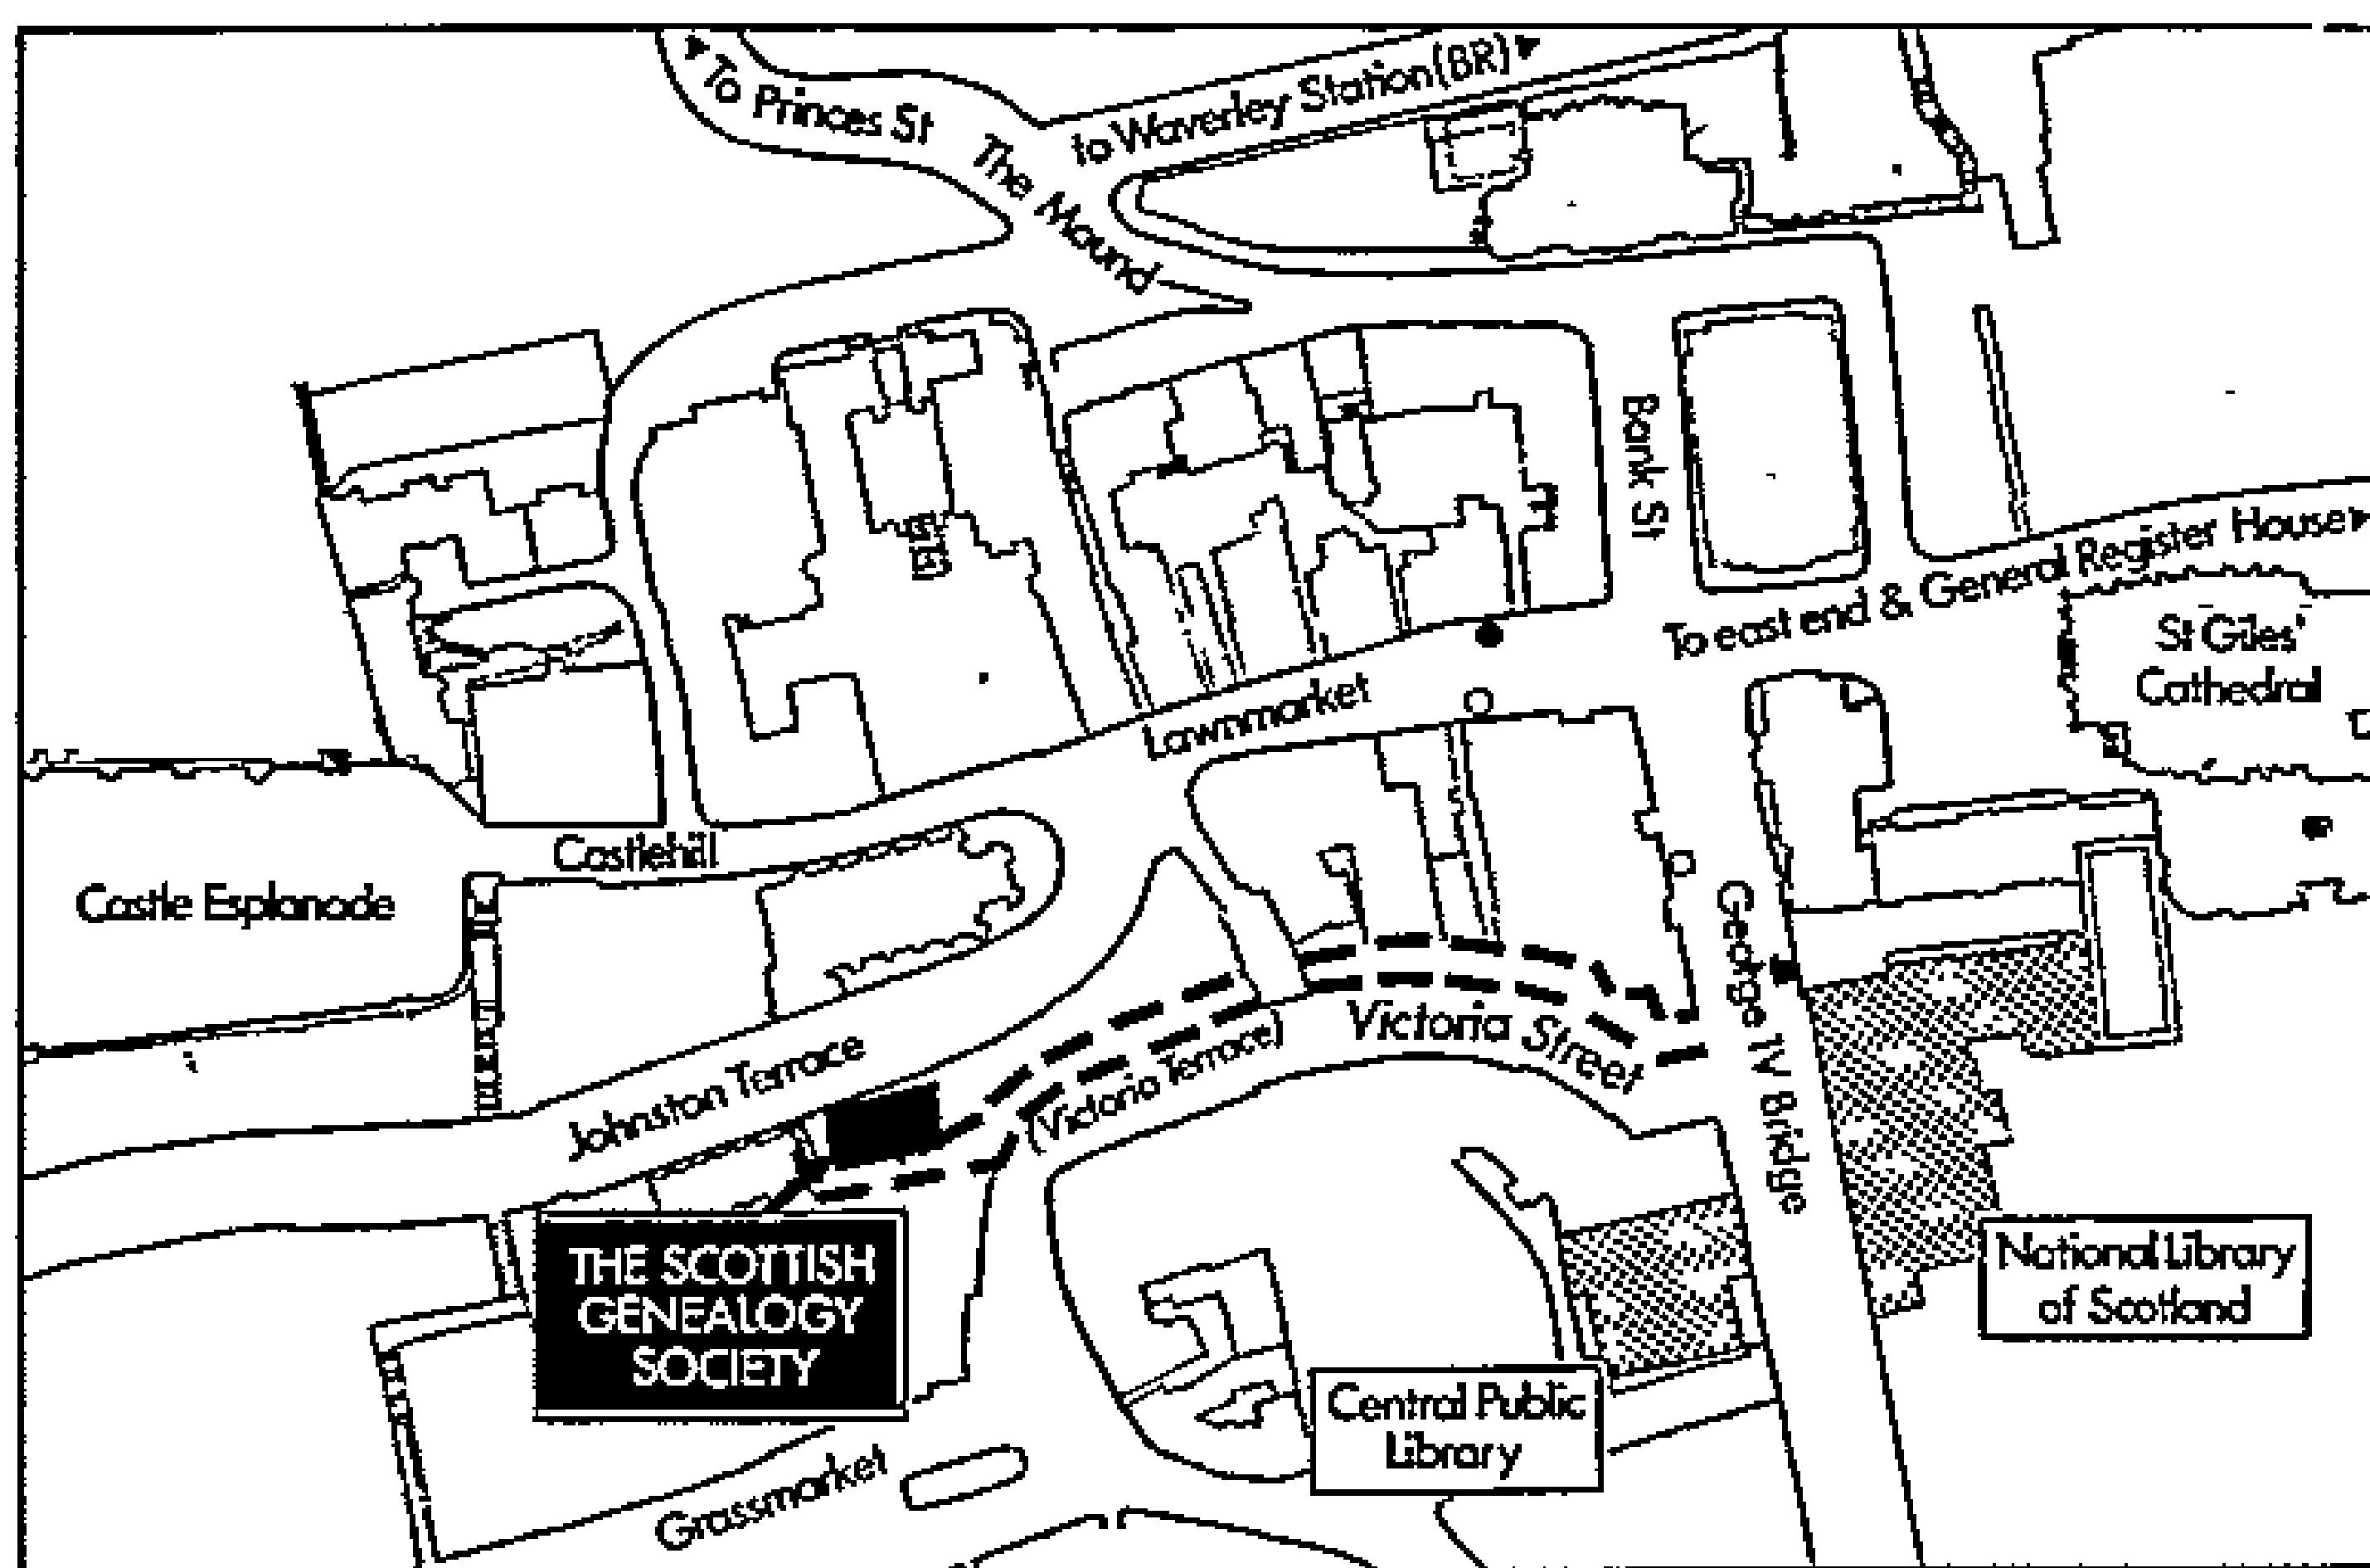 To Princes St
The Mound
to Waverley Station (BR)
Bank St
To east end & General Register House
St Giles'
Cathedral
Lawnmarket
Castlehill
Castle Esplanade
George IV Bridge
Victoria Street
(Victoria Terrace)
Johnston Terrace
THE SCOTTISH
GENEALOGY
SOCIETY
National Library
of Scotland
Central Public
Library
Grassmarket